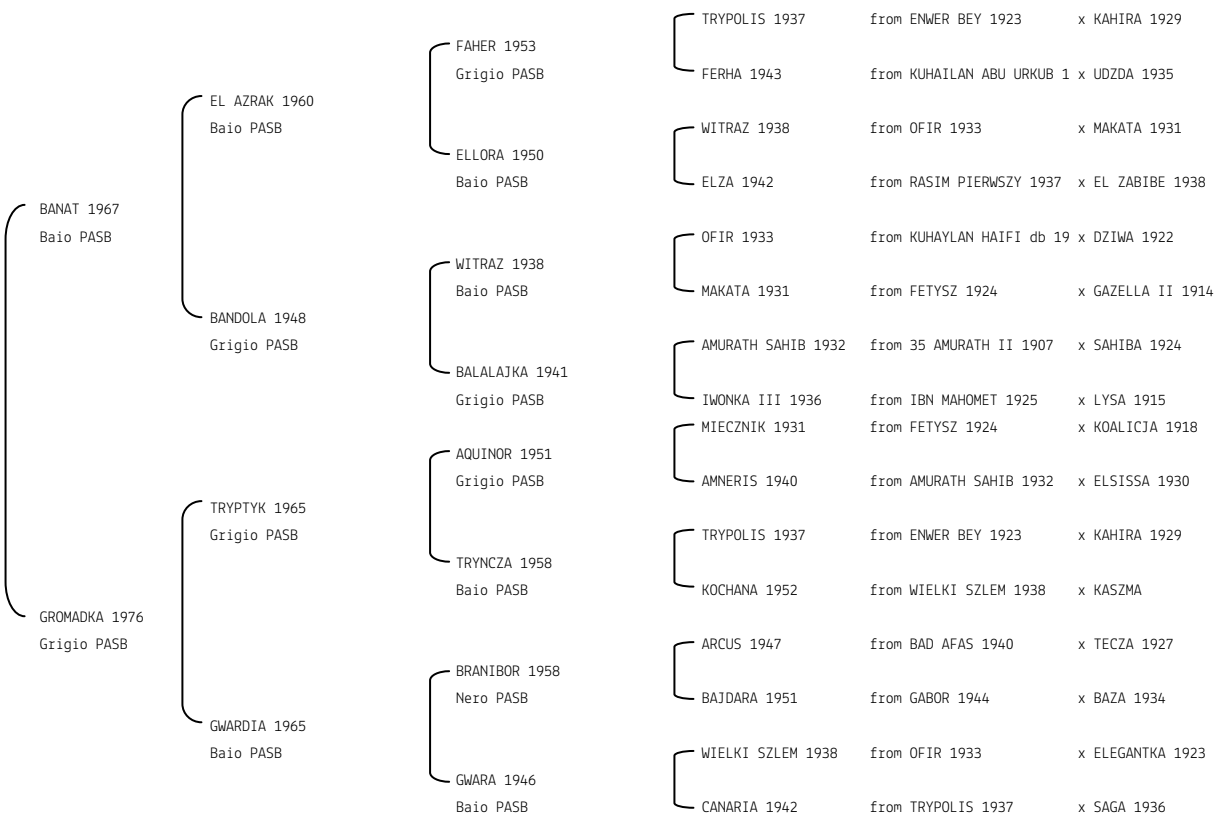 TRYPOLIS 1937 from ENWER BEY 1923 x KAHIRA 1929
FAHER 1953
Grigio PASB
FERHA 1943 from KUHAILAN ABU URKUB 1 x UDZDA 1935
EL AZRAK 1960
Baio PASB
WITRAZ 1938 from OFIR 1933 x MAKATA 1931
ELLORA 1950
Baio PASB
ELZA 1942 from RASIM PIERWSZY 1937 x EL ZABIBE 1938
BANAT 1967
Baio PASB
OFIR 1933 from KUHAYLAN HAIFI db 19 x DZIWA 1922
WITRAZ 1938
Baio PASB
MAKATA 1931 from FETYSZ 1924 x GAZELLA II 1914
BANDOLA 1948
Grigio PASB
AMURATH SAHIB 1932 from 35 AMURATH II 1907 x SAHIBA 1924
BALALAJKA 1941
Grigio PASB
IWONKA III 1936 from IBN MAHOMET 1925 x LYSA 1915
MIECZNIK 1931 from FETYSZ 1924 x KOALICJA 1918
AQUINOR 1951
Grigio PASB
AMNERIS 1940 from AMURATH SAHIB 1932 x ELSISSA 1930
TRYPTYK 1965
Grigio PASB
TRYPOLIS 1937 from ENWER BEY 1923 x KAHIRA 1929
TRYNCZA 1958
Baio PASB
KOCHANA 1952 from WIELKI SZLEM 1938 x KASZMA
GROMADKA 1976
Grigio PASB
ARCUS 1947 from BAD AFAS 1940 x TECZA 1927
BRANIBOR 1958
Nero PASB
BAJDARA 1951 from GABOR 1944 x BAZA 1934
GWARDIA 1965
Baio PASB
WIELKI SZLEM 1938 from OFIR 1933 x ELEGANTKA 1923
GWARA 1946
Baio PASB
CANARIA 1942 from TRYPOLIS 1937 x SAGA 1936